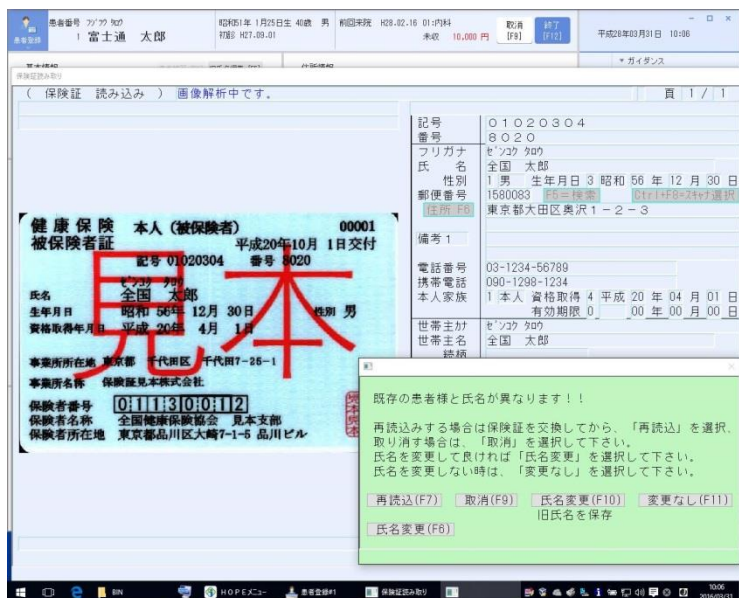 患者番号 フジツウ タロウ 昭和51年 1月25日生 40歳 男 前回来院 H28.02.16 01:内科 取消 終了
患者登録 1 富士通 太郎 初診 H27.09.01 未収 10,000 円 [F9] [F12] 平成28年03月31日 10:06
▼ガイダンス
保険証読み取り
( 保険証 読み込み ) 画像解析中です。 頁 1 / 1
記号 01020304
番号 8020
フリガナ ゼンコク タロウ
氏 名 全国 太郎
性別 1 男 生年月日 3 昭和 56 年 12 月 30 日
郵便番号 1580083 F5=検索 Ctrl+F8=スキャナ選択
住所 F6 東京都大田区奥沢1-2-3
備考1
電話番号 03-1234-56789
携帯電話 090-1298-1234
本人家族 1 本人 資格取得 4 平成 20 年 04 月 01 日
有効期限 0 00 年 00 月 00 日
世帯主カナ ゼンコク タロウ
世帯主名 全国 太郎
続柄
健康保険 本人(被保険者) 00001
被保険者証 平成20年10月 1日交付
記号 01020304 番号 8020
ゼンコク タロウ
氏名 全国 太郎
生年月日 昭和 56年 12月 30日 性別 男
資格取得年月日 平成 20年 4月 1日
事業所所在地 東京都 千代田区 千代田7-25-1
事業所名称 保険証見本株式会社
保険者番号 01130012
保険者名称 全国健康保険協会 見本支部
保険者所在地 東京都品川区大崎7-1-5 品川ビル
見本
既存の患者様と氏名が異なります!!
再読込みする場合は保険証を交換してから、「再読込」を選択、
取り消す場合は、「取消」を選択して下さい。
氏名を変更して良ければ「氏名変更」を選択して下さい。
氏名を変更しない時は、「変更なし」を選択して下さい。
再読込(F7) 取消(F9) 氏名変更(F10) 変更なし(F11)
旧氏名を保存
氏名変更(F6)
BIN HOPEメニュー 患者登録#1 保険証読み取り 10:06
2016/03/31